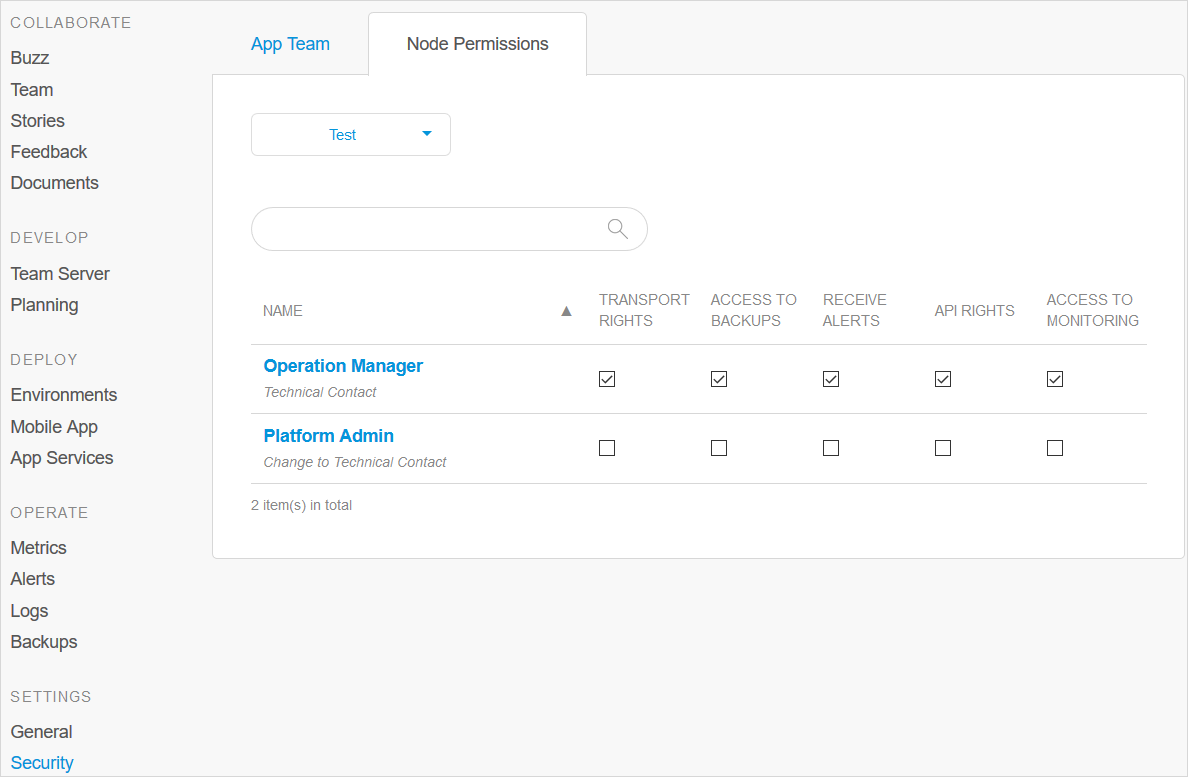 COLLABORATE
Buzz
Team
Stories
Feedback
Documents
DEVELOP
Team Server
Planning
DEPLOY
Environments
Mobile App
App Services
OPERATE
Metrics
Alerts
Logs
Backups
SETTINGS
General
Security
App Team
Node Permissions
Test
NAME ▲
TRANSPORT
RIGHTS
ACCESS TO
BACKUPS
RECEIVE
ALERTS
API RIGHTS
ACCESS TO
MONITORING
Operation Manager
Technical Contact
Platform Admin
Change to Technical Contact
2 item(s) in total